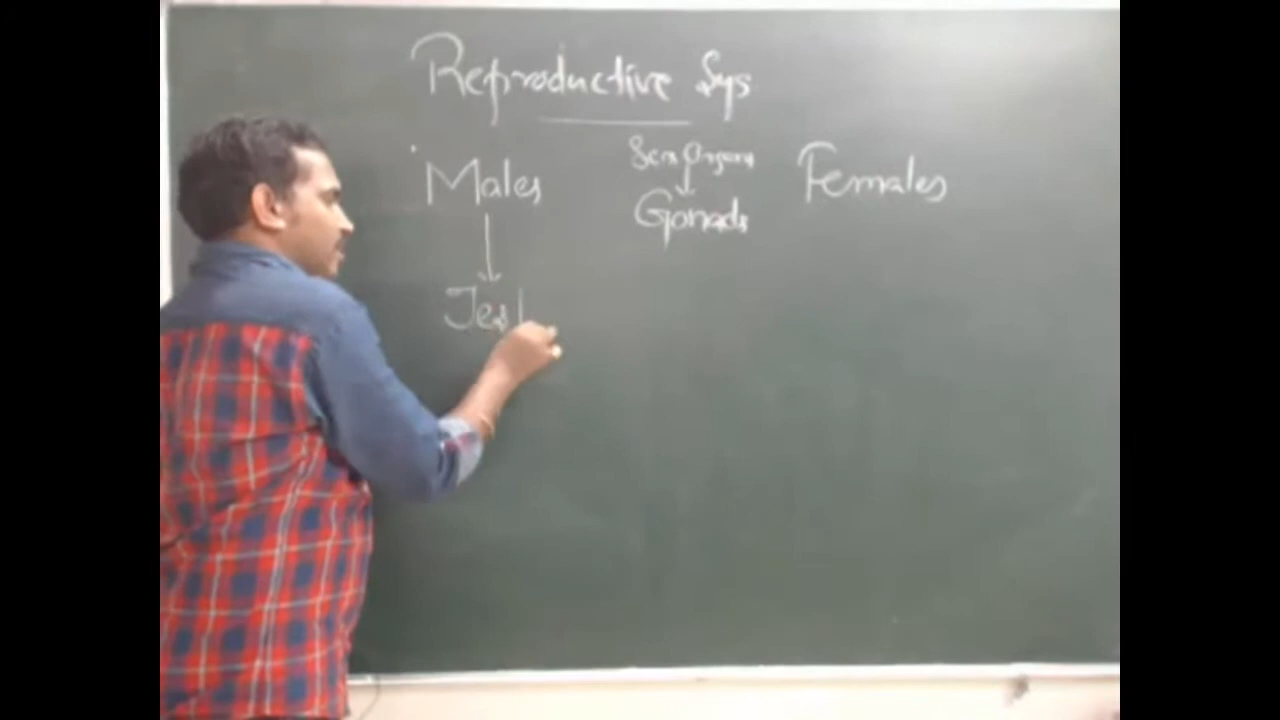 Reproductive Sys
Sex Organs
Males
Gonads
Females
Test